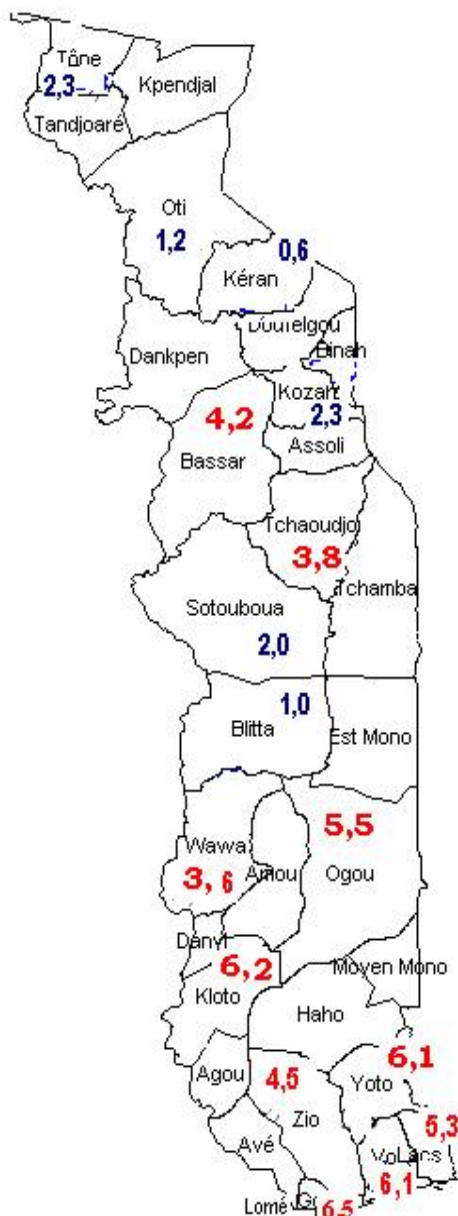 Tône
2,3
Kpendjal
Tandjoaré
Oti
1,2
0,6
Kéran
Doufelgou
Binah
Dankpen
Kozah
4,2
2,3
Assoli
Bassar
Tchaoudjo
3,8
Tchamba
Sotouboua
2,0
1,0
Blitta
Est Mono
5,5
Wawa
Amou
Ogou
3, 6
Danyi
6,2
Moyen Mono
Kloto
Haho
6,1
Agou
4,5
Yoto
Zio
5,3
Avé
Vo
Lacs
6,1
Lomé
6,5